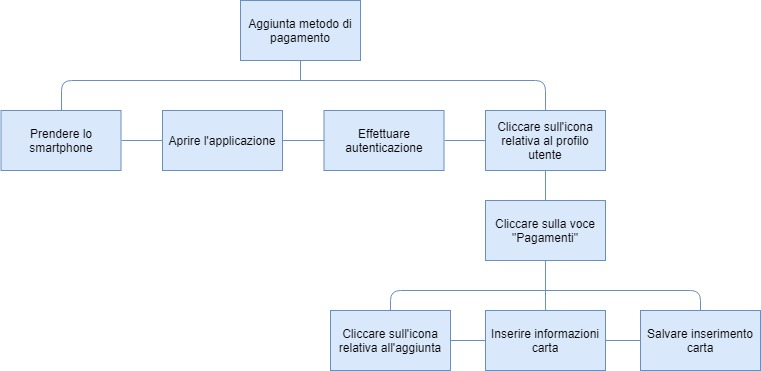 Aggiunta metodo di
pagamento
Prendere lo
smartphone
Aprire l'applicazione
Effettuare
autenticazione
Cliccare sull'icona
relativa al profilo
utente
Cliccare sulla voce
"Pagamenti"
Cliccare sull'icona
relativa all'aggiunta
Inserire informazioni
carta
Salvare inserimento
carta